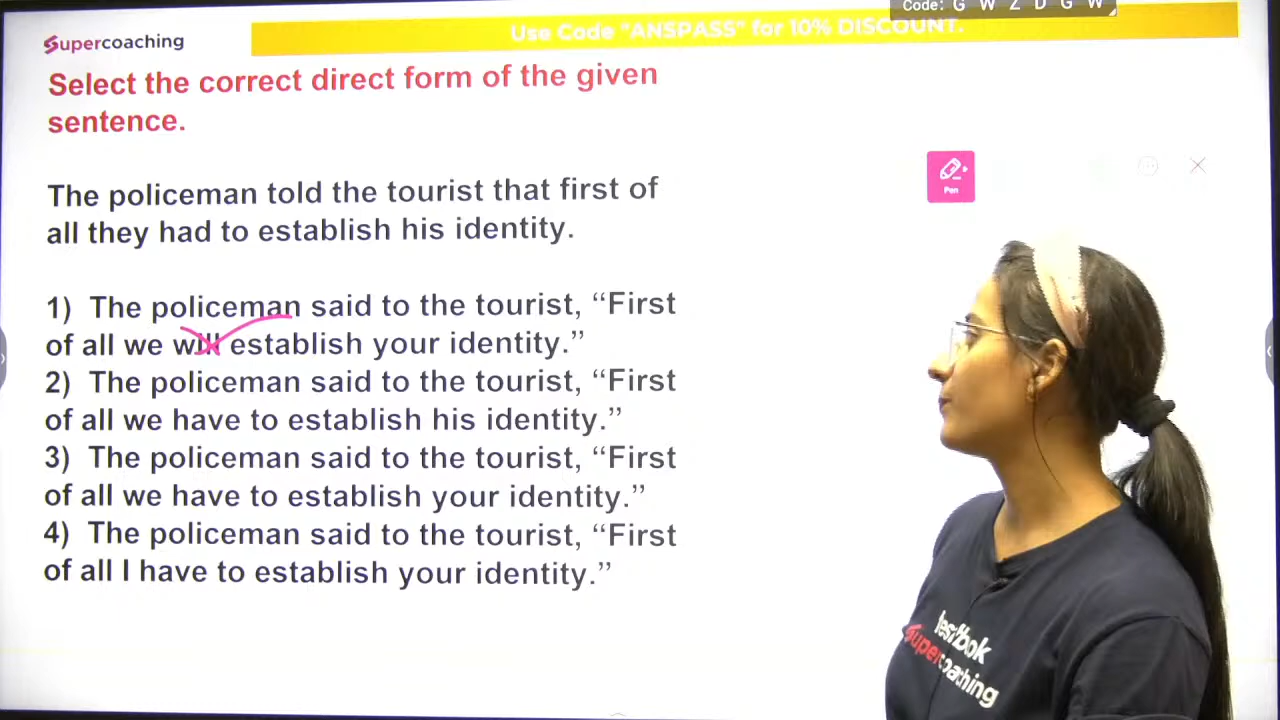 Code: G W Z D G W
Supercoaching
Use Code "ANSPASS" for 10% DISCOUNT.
Select the correct direct form of the given
sentence.
The policeman told the tourist that first of
all they had to establish his identity.
1) The policeman said to the tourist, “First
of all we will establish your identity.”
2) The policeman said to the tourist, “First
of all we have to establish his identity.”
3) The policeman said to the tourist, “First
of all we have to establish your identity.”
4) The policeman said to the tourist, “First
of all I have to establish your identity.”
Pen
testbook
Supercoaching